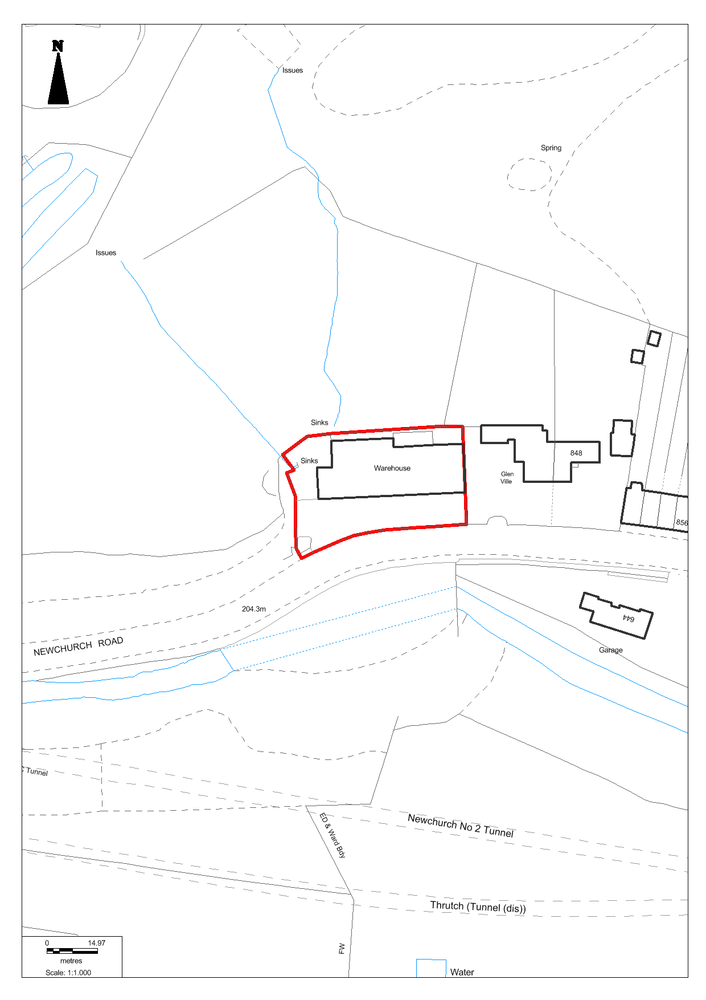 N
Issues
Spring
Issues
Sinks
Sinks
Warehouse
848
Glen
Ville
856
204.3m
644
NEWCHURCH ROAD
Garage
Tunnel
ED & Ward Bdy
Newchurch No 2 Tunnel
Thrutch (Tunnel (dis))
FW
0 14.97
metres
Scale: 1:1.000
Water